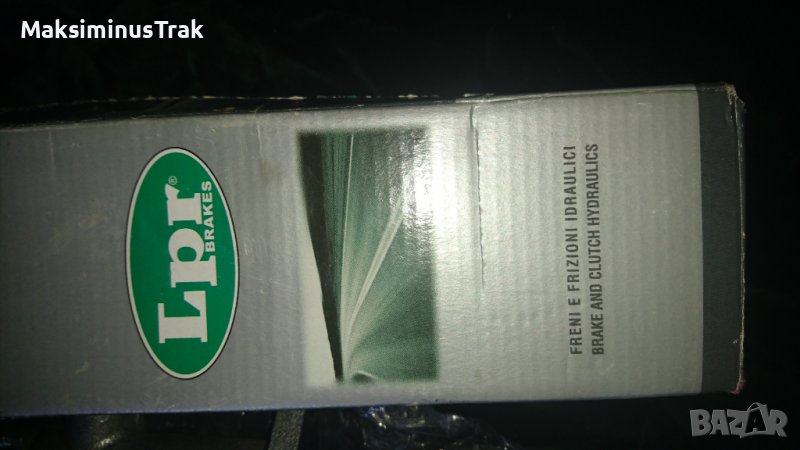 MaksiminusTrak
Lpr®
BRAKES
FRENI E FRIZIONI IDRAULICI
BRAKE AND CLUTCH HYDRAULICS
BAZAR